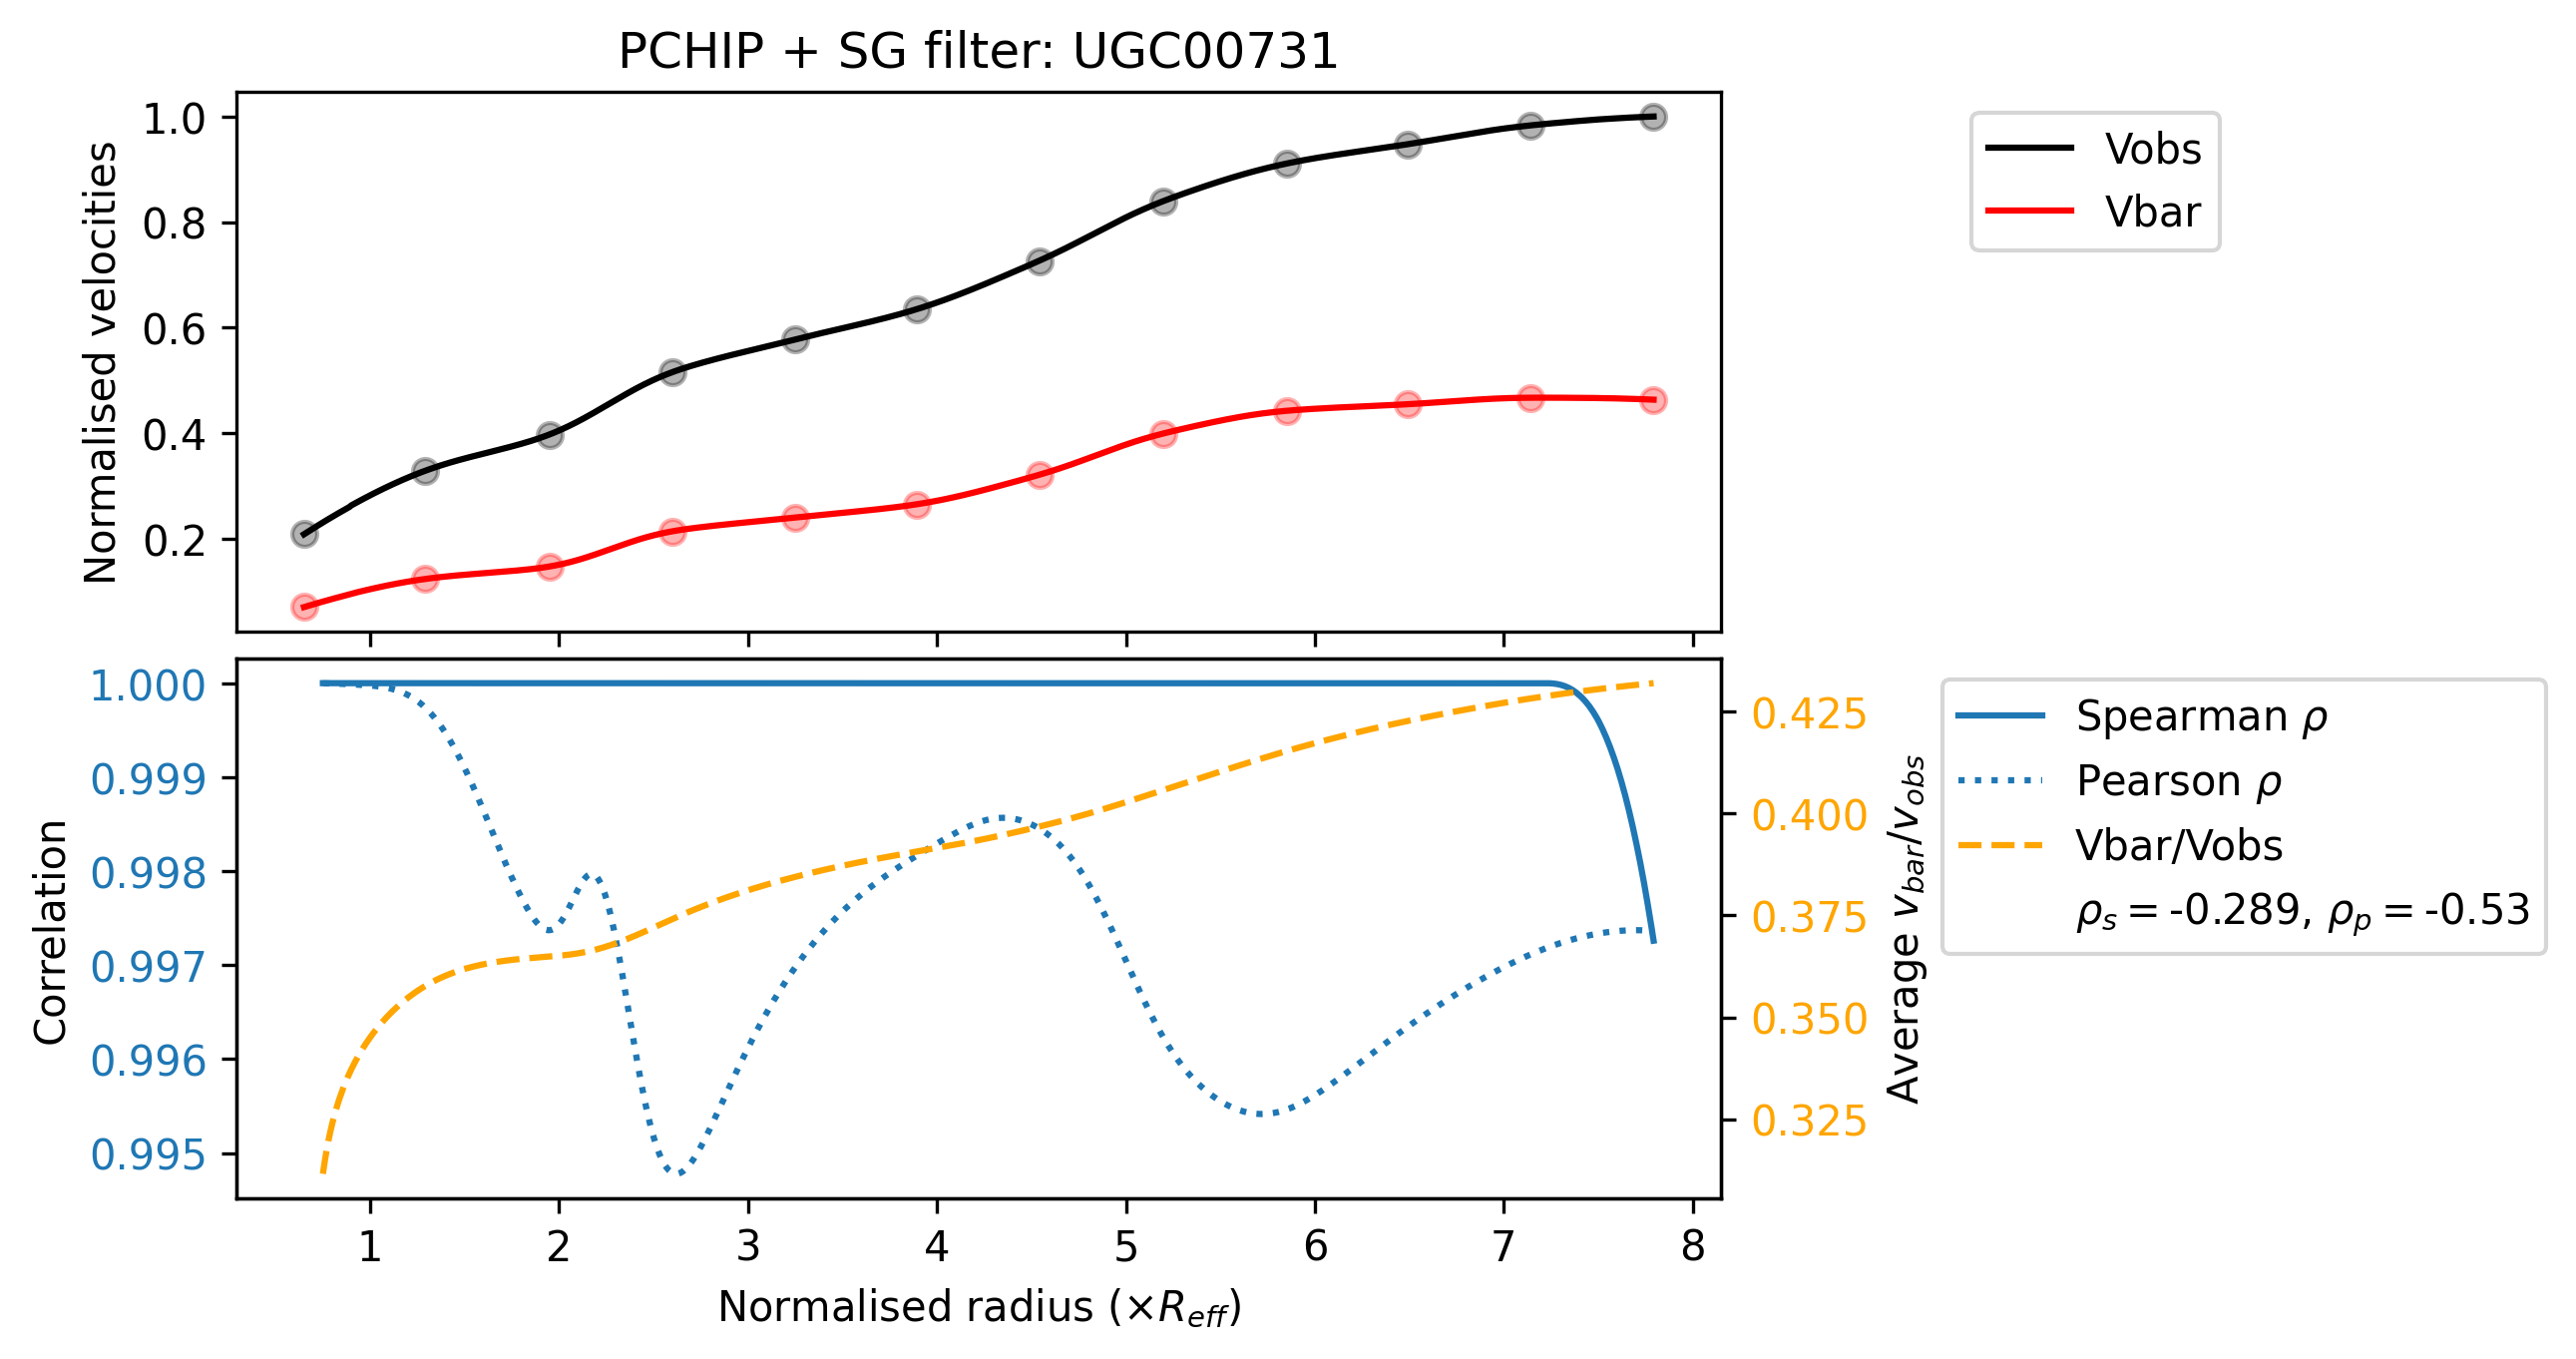 PCHIP + SG filter: UGC00731
Normalised velocities
1.0
0.8
0.6
0.4
0.2
Vobs
Vbar
Correlation
1.000
0.999
0.998
0.997
0.996
0.995
0.425
0.400
0.375
0.350
0.325
Average v_bar/v_obs
Spearman ρ
Pearson ρ
Vbar/Vobs
ρ_s = -0.289, ρ_p = -0.53
1 2 3 4 5 6 7 8
Normalised radius (×R_eff)